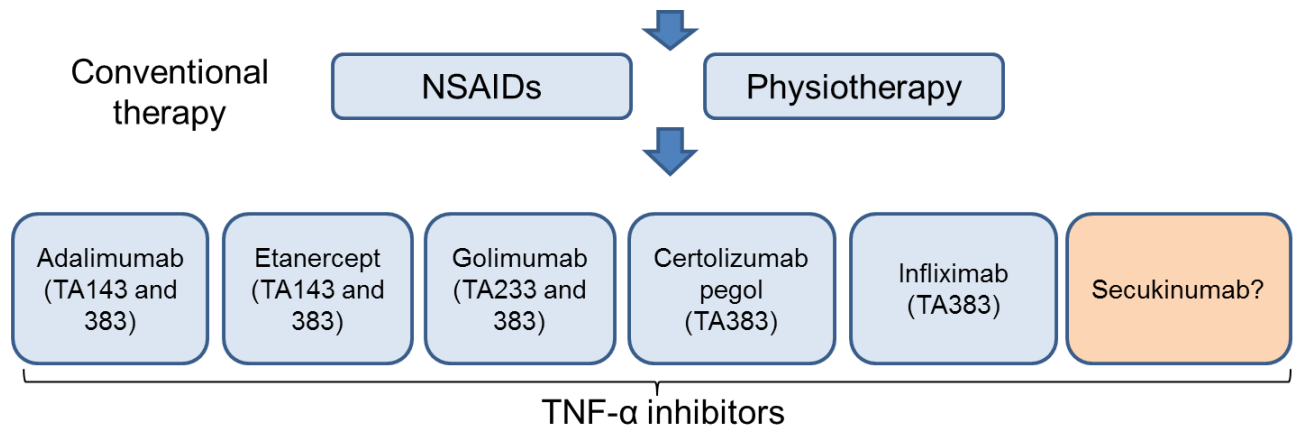 Conventional
therapy
NSAIDs
Physiotherapy
Adalimumab
(TA143 and
383)
Etanercept
(TA143 and
383)
Golimumab
(TA233 and
383)
Certolizumab
pegol
(TA383)
Infliximab
(TA383)
Secukinumab?
TNF-α inhibitors